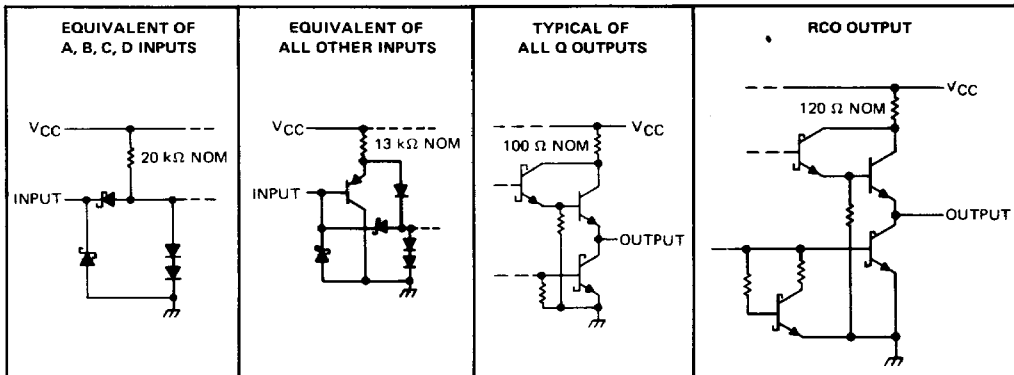 EQUIVALENT OF
A, B, C, D INPUTS
VCC
20 kΩ NOM
INPUT
EQUIVALENT OF
ALL OTHER INPUTS
VCC
13 kΩ NOM
INPUT
TYPICAL OF
ALL Q OUTPUTS
VCC
100 Ω NOM
OUTPUT
RCO OUTPUT
VCC
120 Ω NOM
OUTPUT